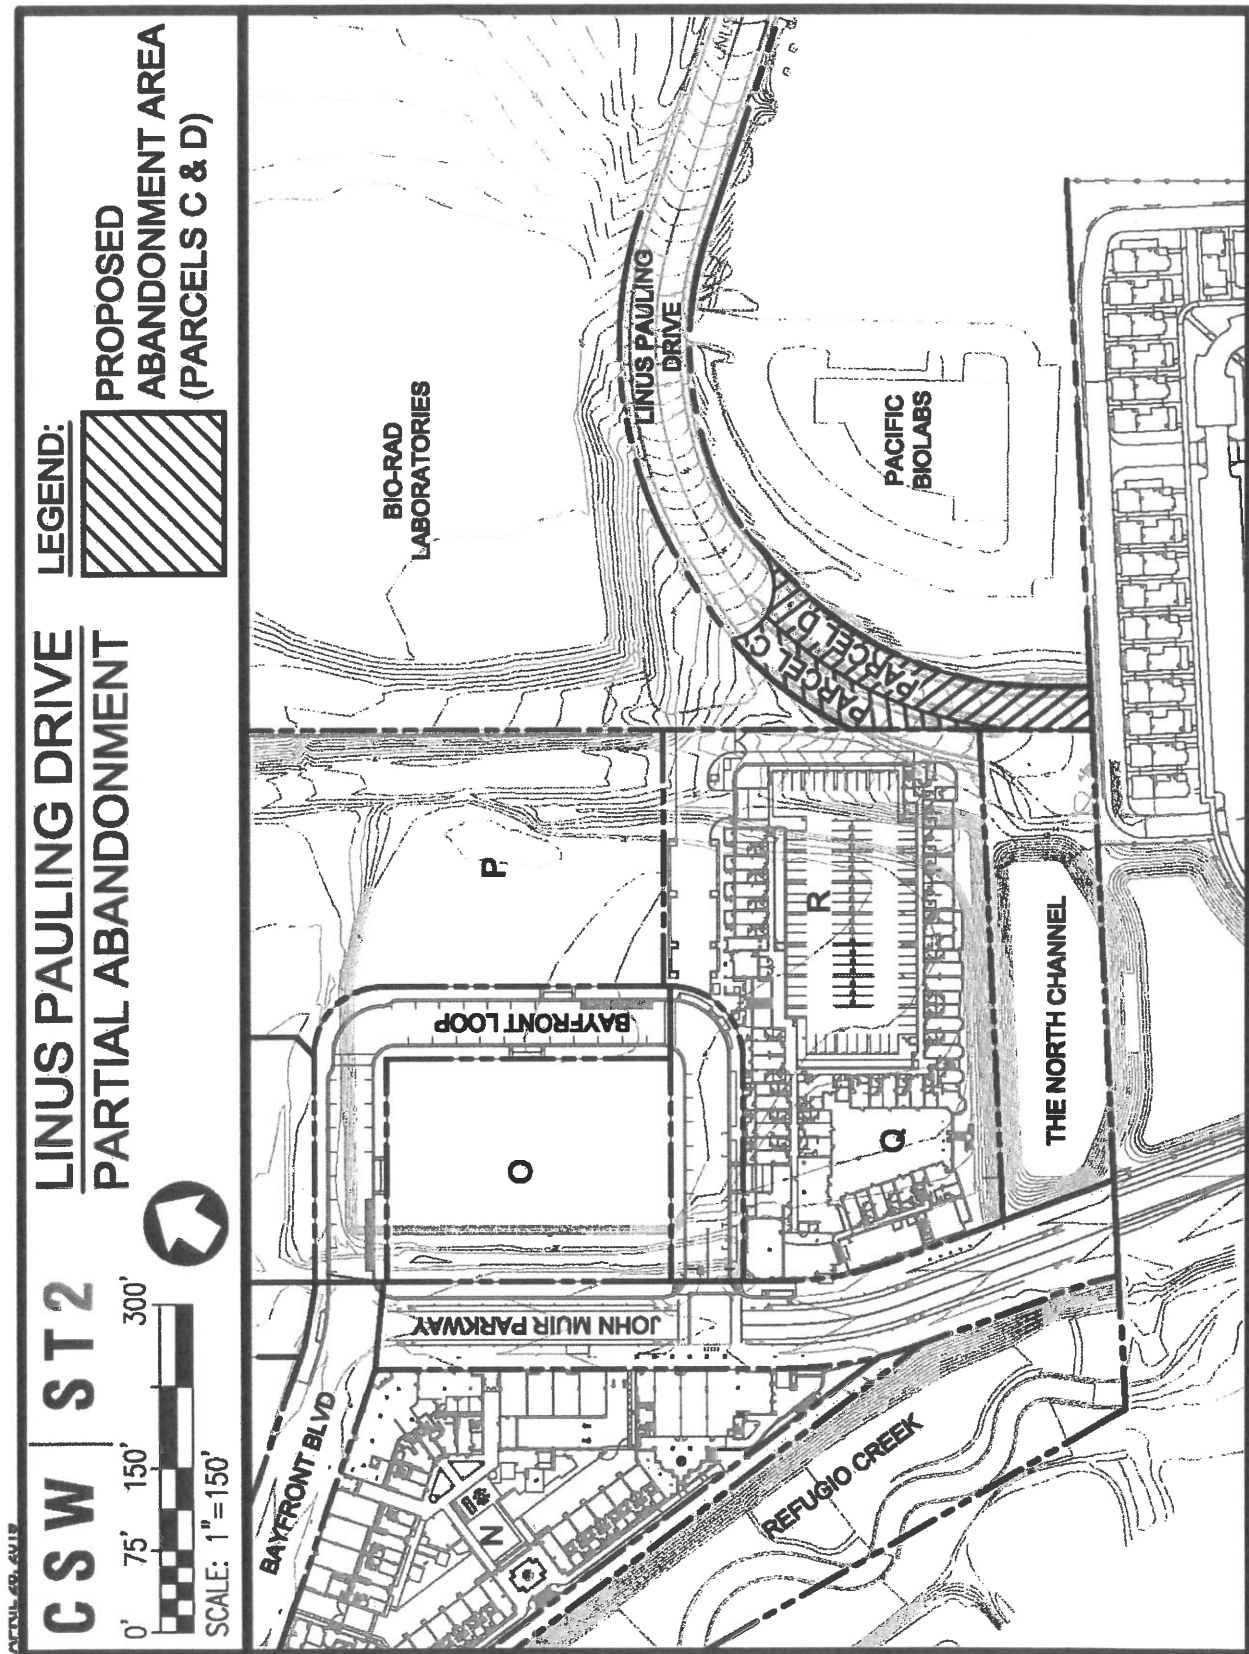 CSW | ST2
0' 75' 150' 300'
SCALE: 1"=150'
LINUS PAULING DRIVE
PARTIAL ABANDONMENT
LEGEND:
PROPOSED
ABANDONMENT AREA
(PARCELS C & D)
BIO-RAD
LABORATORIES
LINUS PAULING
DRIVE
LINUS
PACIFIC
BIOLABS
PARCEL C
PARCEL D
P
R
BAYFRONT LOOP
O
Q
THE NORTH CHANNEL
JOHN MUIR PARKWAY
BAYFRONT BLVD
N
REFUGIO CREEK